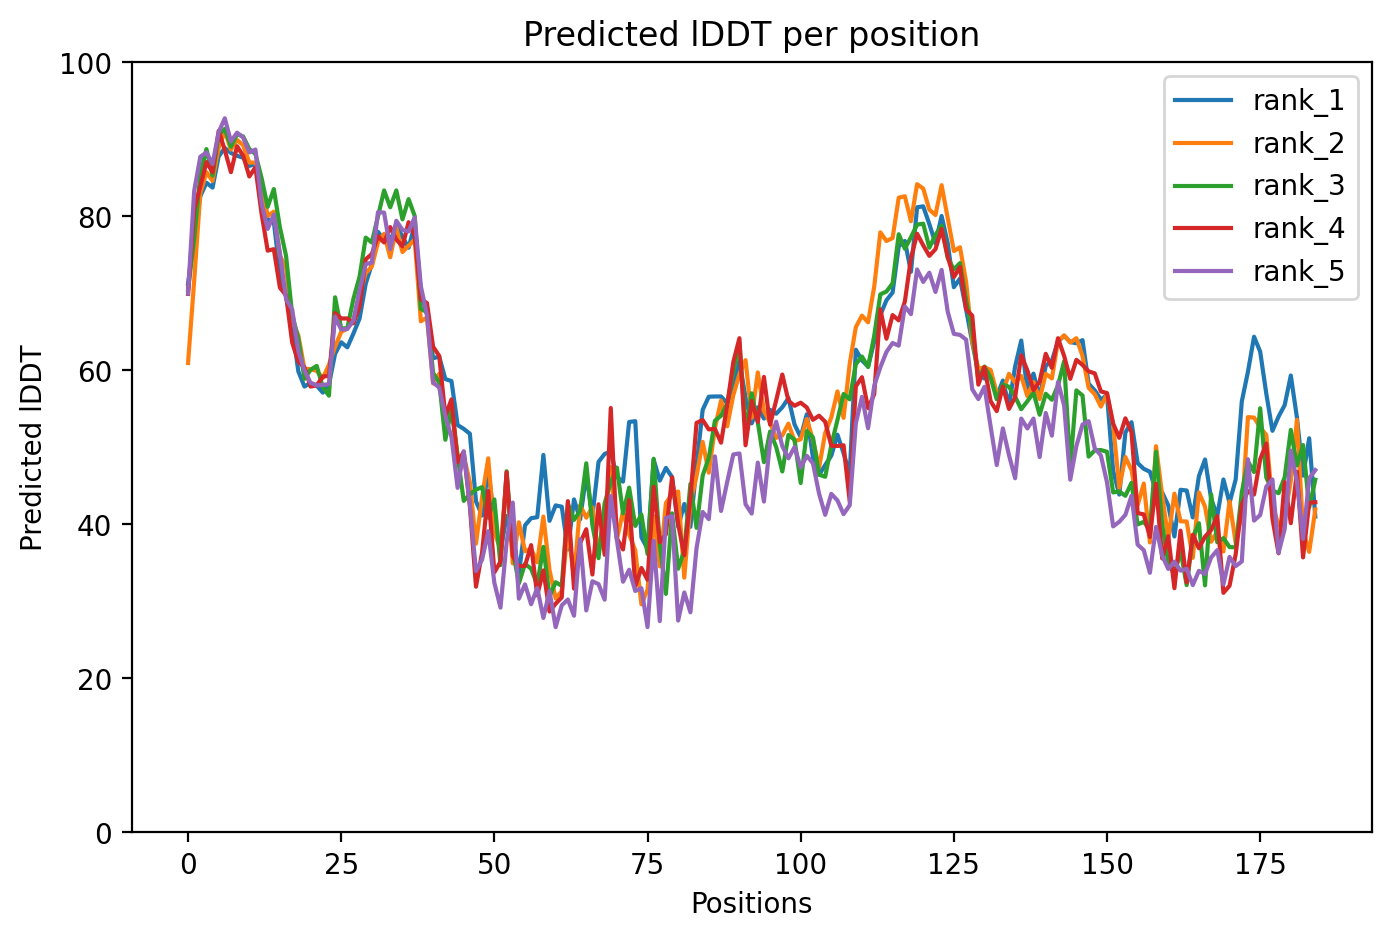 Predicted lDDT per position
100
80
60
40
20
0
Predicted lDDT
0 25 50 75 100 125 150 175
Positions
rank_1
rank_2
rank_3
rank_4
rank_5